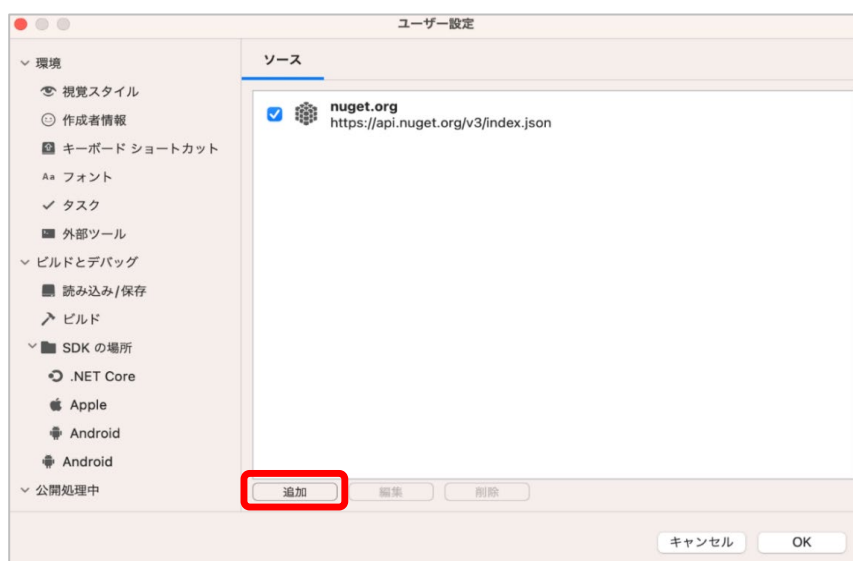 ユーザー設定
環境
視覚スタイル
作成者情報
キーボード ショートカット
Aa フォント
タスク
外部ツール
ビルドとデバッグ
読み込み/保存
ビルド
SDK の場所
.NET Core
Apple
Android
Android
公開処理中
ソース
nuget.org
https://api.nuget.org/v3/index.json
追加 編集 削除
キャンセル OK